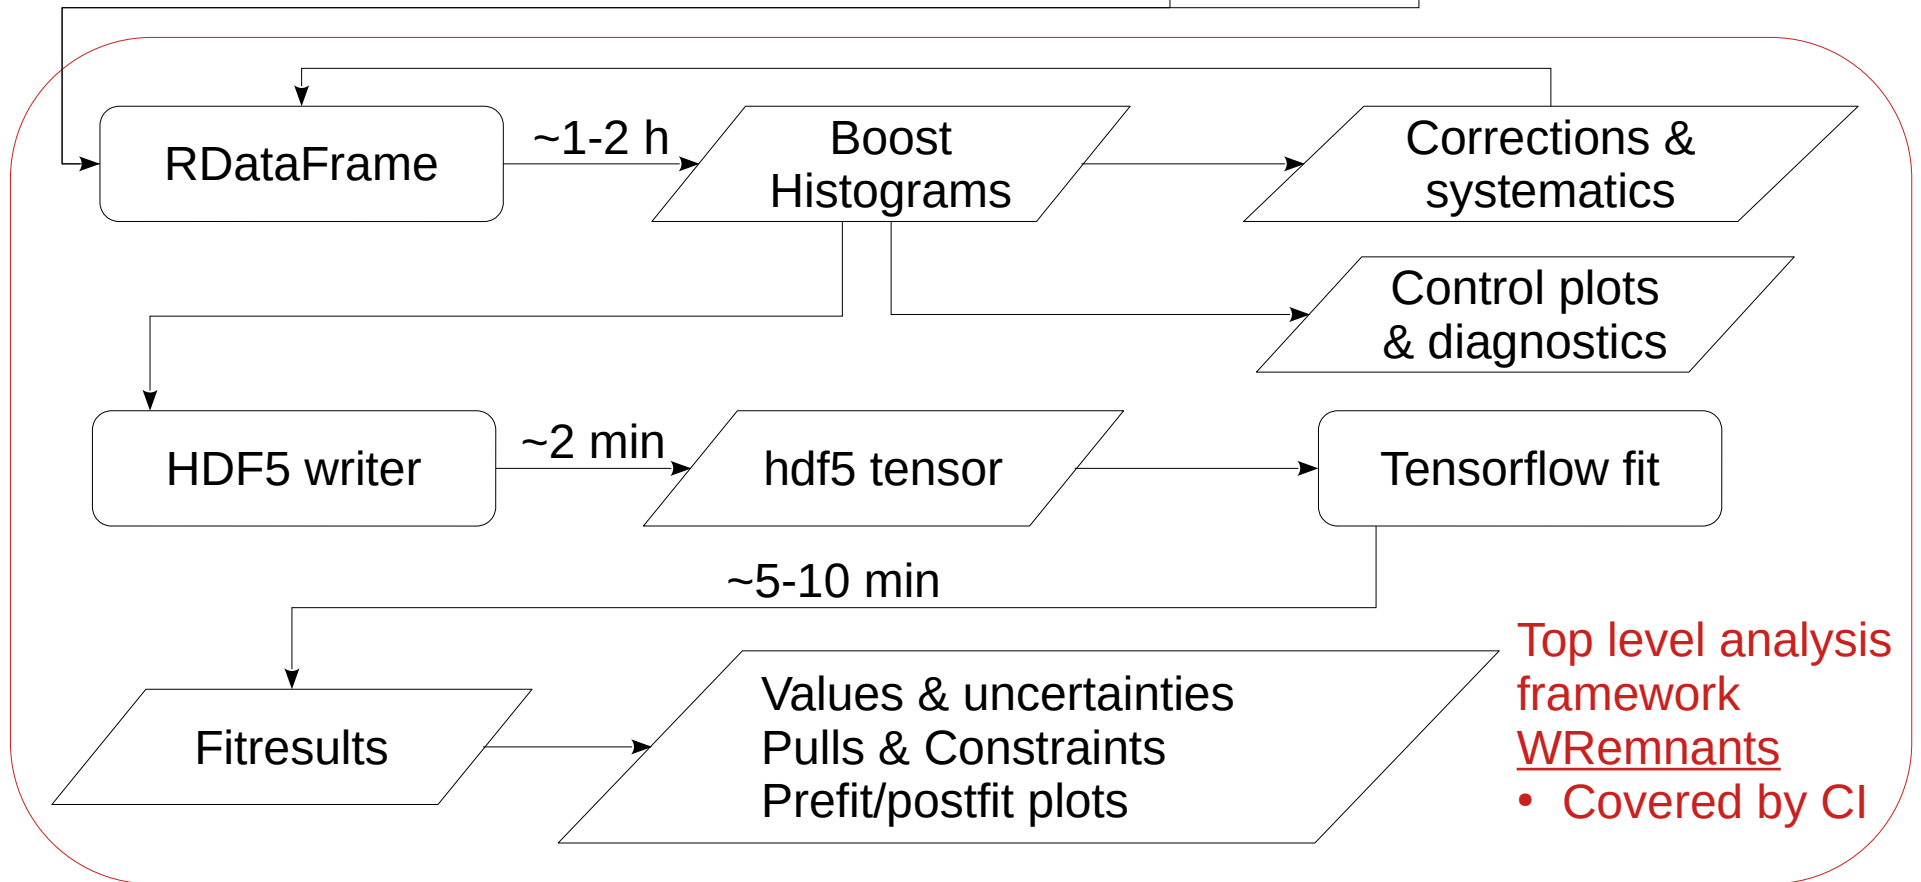 RDataFrame
~1-2 h
Boost
Histograms
Corrections &
systematics
Control plots
& diagnostics
HDF5 writer
~2 min
hdf5 tensor
Tensorflow fit
~5-10 min
Fitresults
Values & uncertainties
Pulls & Constraints
Prefit/postfit plots
Top level analysis
framework
WRemnants
• Covered by CI